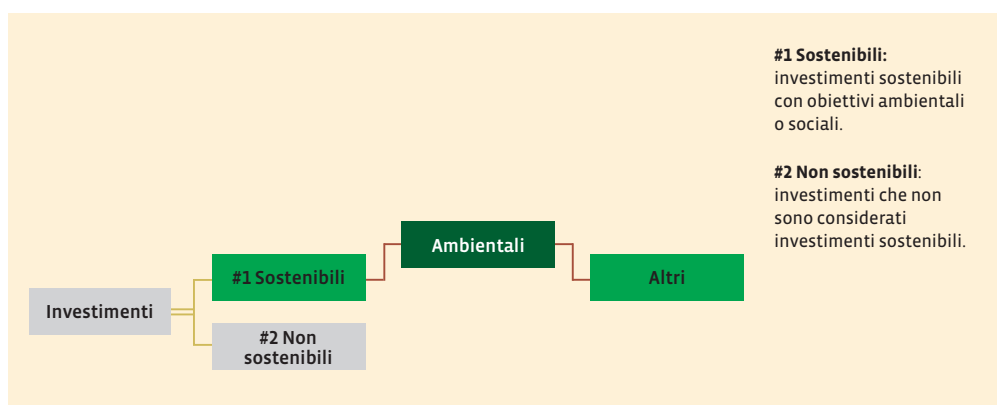 #1 Sostenibili:
investimenti sostenibili
con obiettivi ambientali
o sociali.
#2 Non sostenibili:
investimenti che non
sono considerati
investimenti sostenibili.
Ambientali
#1 Sostenibili
Altri
Investimenti
#2 Non
sostenibili